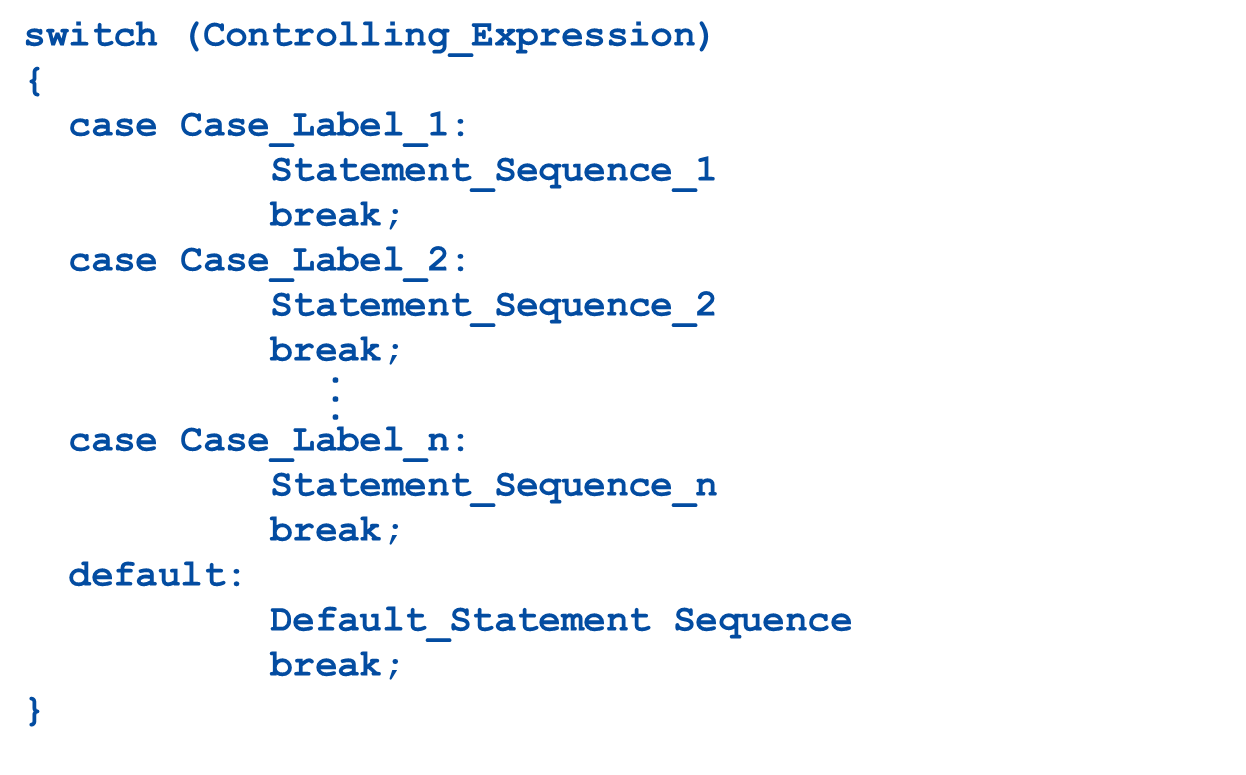 switch (Controlling_Expression)
{
case Case_Label_1:
Statement_Sequence_1
break;
case Case_Label_2:
Statement_Sequence_2
break;
.
.
.
case Case_Label_n:
Statement_Sequence_n
break;
default:
Default_Statement Sequence
break;
}